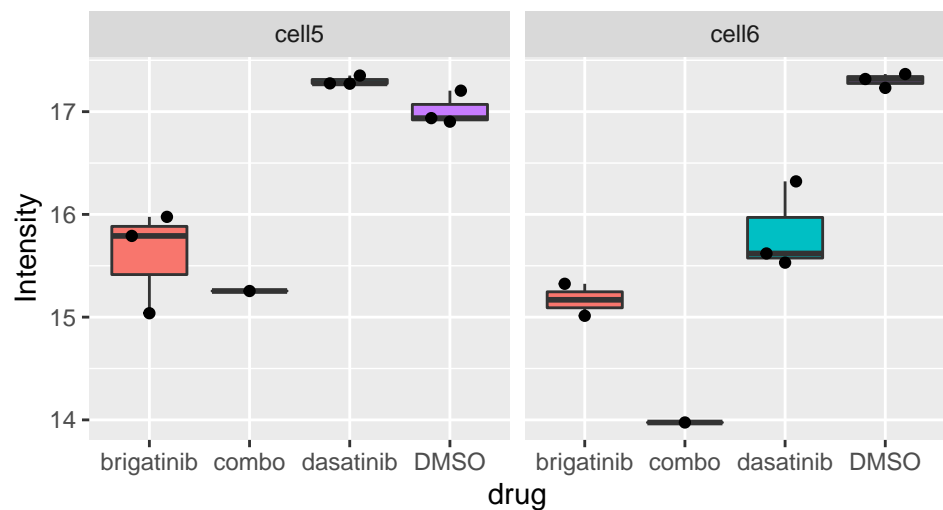 cell5 cell6
17
16
15
14
Intensity
brigatinib combo dasatinib DMSO brigatinib combo dasatinib DMSO
drug